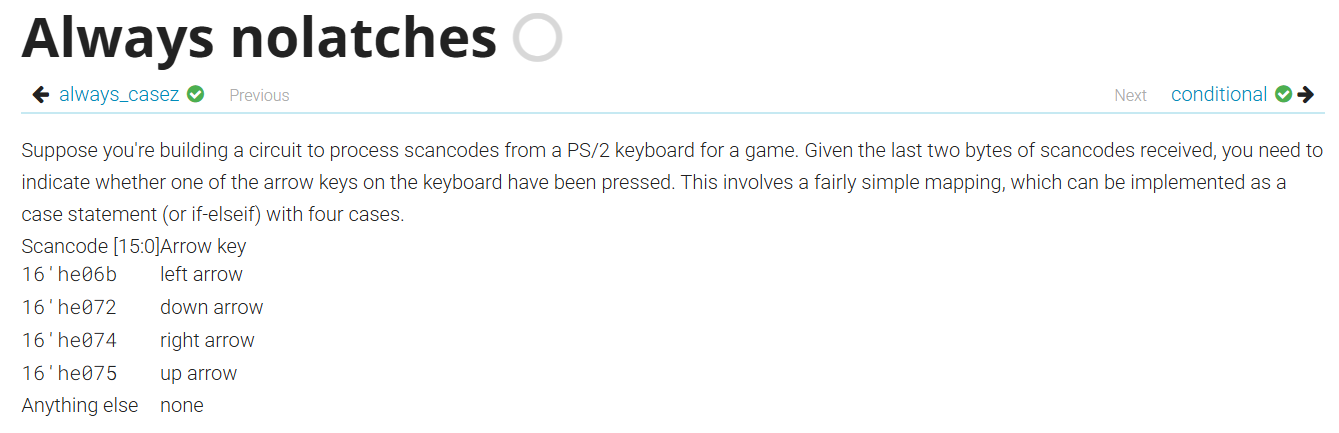 Always nolatches
always_casez Previous Next conditional
Suppose you're building a circuit to process scancodes from a PS/2 keyboard for a game. Given the last two bytes of scancodes received, you need to
indicate whether one of the arrow keys on the keyboard have been pressed. This involves a fairly simple mapping, which can be implemented as a
case statement (or if-elseif) with four cases.
Scancode [15:0]Arrow key
16'he06b left arrow
16'he072 down arrow
16'he074 right arrow
16'he075 up arrow
Anything else none